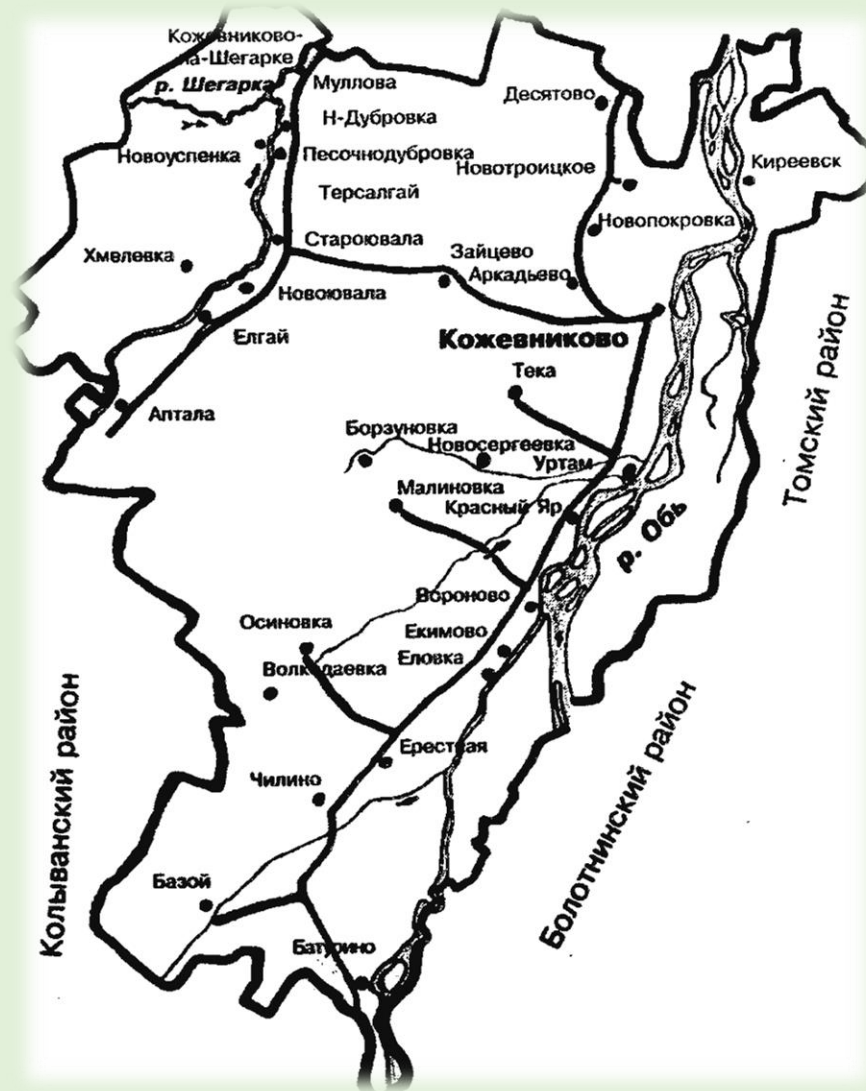 Кожевниково-
на-Шегарке
р. Шегарка
Муллова
Десятово
Н-Дубровка
Новоуспенка
Песочнодубровка
Новотроицкое
Киреевск
Терсалгай
Новопокровка
Староювала
Хмелевка
Зайцево
Аркадьево
Новоювала
Елгай
Кожевниково
Тека
Аптала
Борзуновка
Новосергеевка
Уртам
Малиновка
Красный Яр
Томский район
р. Обь
Вороново
Осиновка
Екимово
Еловка
Волкодаевка
Ерестная
Чилино
Колыванский район
Болотнинский район
Базой
Батурино